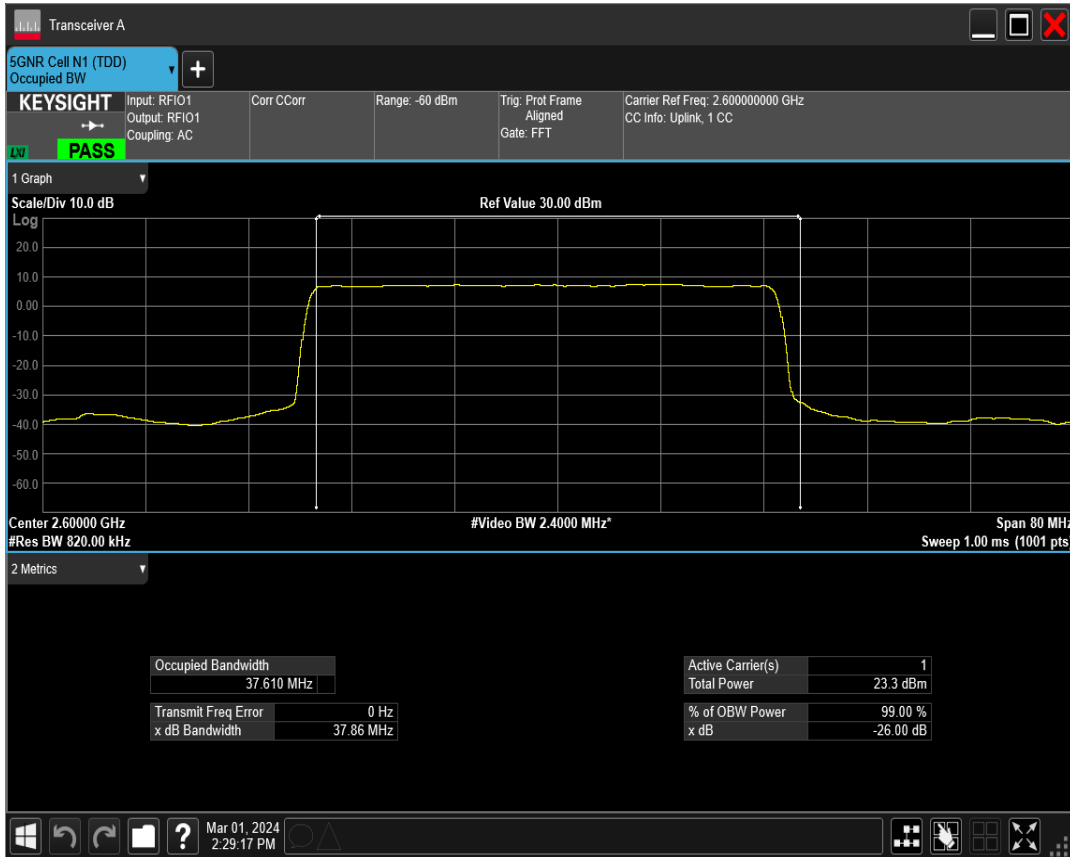 Transceiver A
5GNR Cell N1 (TDD)
Occupied BW
+
KEYSIGHT
LXI
PASS
Input: RFIO1
Output: RFIO1
Coupling: AC
Corr CCorr
Range: -60 dBm
Trig: Prot Frame
Aligned
Gate: FFT
Carrier Ref Freq: 2.600000000 GHz
CC Info: Uplink, 1 CC
1 Graph
Scale/Div 10.0 dB
Ref Value 30.00 dBm
Log
20.0
10.0
0.00
-10.0
-20.0
-30.0
-40.0
-50.0
-60.0
Center 2.60000 GHz
#Video BW 2.4000 MHz*
Span 80 MHz
#Res BW 820.00 kHz
Sweep 1.00 ms (1001 pts)
2 Metrics
Occupied Bandwidth
37.610 MHz
Transmit Freq Error 0 Hz
x dB Bandwidth 37.86 MHz
Active Carrier(s) 1
Total Power 23.3 dBm
% of OBW Power 99.00 %
x dB -26.00 dB
?
Mar 01, 2024
2:29:17 PM